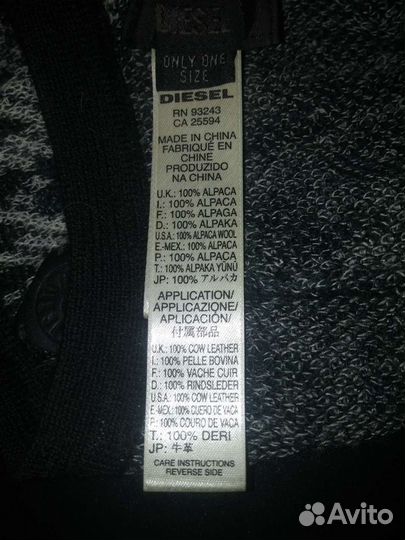 DIESEL
ONLY ONE
SIZE
DIESEL
RN 93243
CA 25594
MADE IN CHINA
FABRIQUÉ EN
CHINE
PRODUZIDO
NA CHINA
U.K.: 100% ALPACA
I.: 100% ALPACA
F.: 100% ALPAGA
D.: 100% ALPAKA
U.S.A.: 100% ALPACA WOOL
E.-MEX.: 100% ALPACA
P.: 100% ALPACA
T.: 100% ALPAKA YÜNÜ
JP: 100% アルパカ
APPLICATION/
APPLICAZIONE/
APLICACIÓN/
付属部品
U.K.: 100% COW LEATHER
I.: 100% PELLE BOVINA
F.: 100% VACHE CUIR
D.: 100% RINDSLEDER
U.S.A.: 100% COW LEATHER
E.-MEX.: 100% CUERO DE VACA
P.: 100% COURO DE VACA
T.: 100% DERI
JP: 牛革
CARE INSTRUCTIONS
REVERSE SIDE
Avito